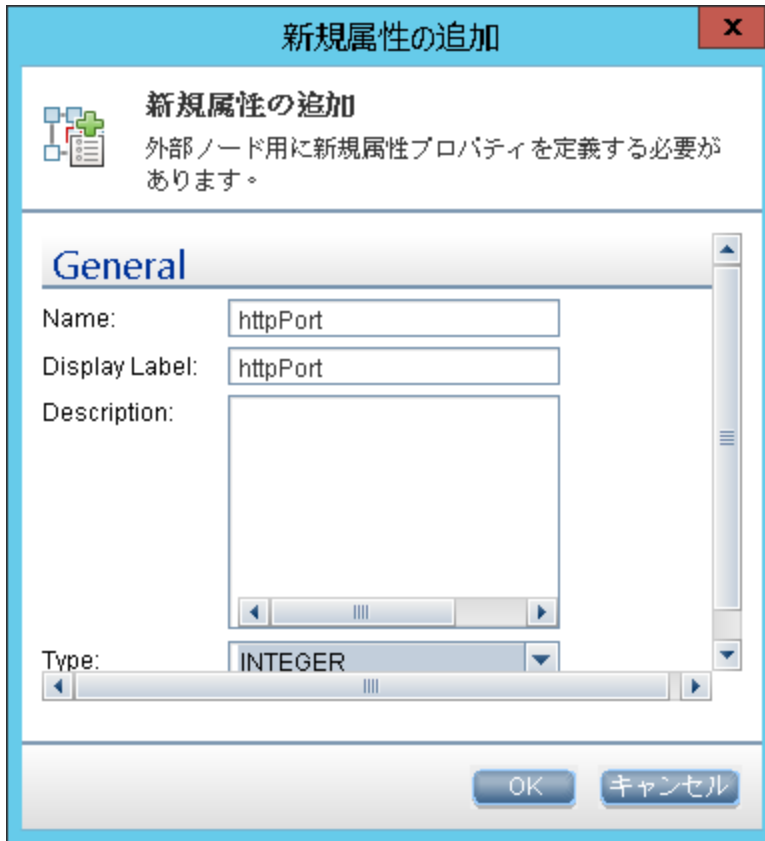 新規属性の追加
x
新規属性の追加
外部ノード用に新規属性プロパティを定義する必要が
あります。
General
Name:
httpPort
Display Label:
httpPort
Description:
Type:
INTEGER
OK
キャンセル